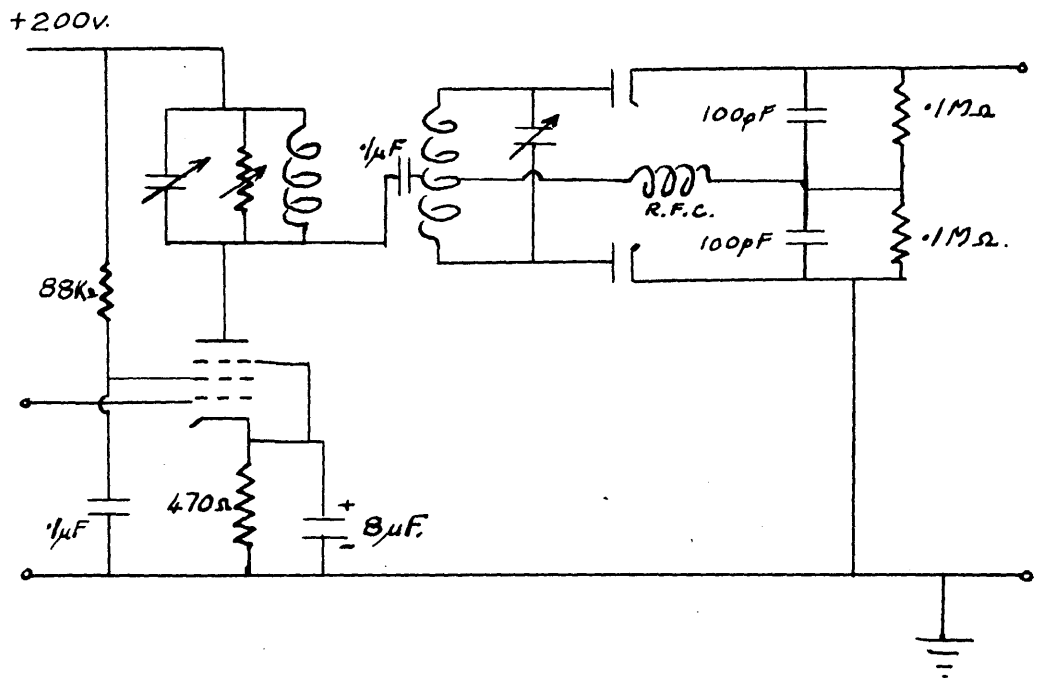 +200v.
100pF
.1MΩ
.1µF
R.F.C.
100pF
.1MΩ.
88KΩ
470Ω
+
8µF.
-
.1µF